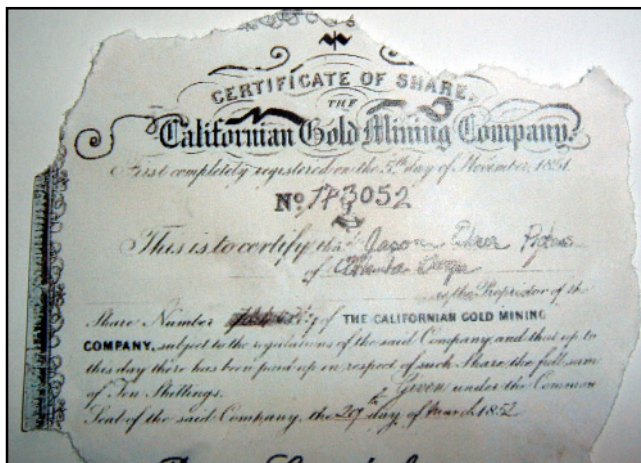 CERTIFICATE OF SHARE.
THE
Californian Gold Mining Company.
First completely registered on the 5th day of November, 1851.
No 183052
This is to certify that Jason
of
the Proprietor of the
Share Number of THE CALIFORNIAN GOLD MINING
COMPANY, subject to the regulations of the said Company, and that up to
this day there has been paid up in respect of such Share, the full sum
of Ten Shillings. Given under the Common
Seal of the said Company, the 29th day of March 1852